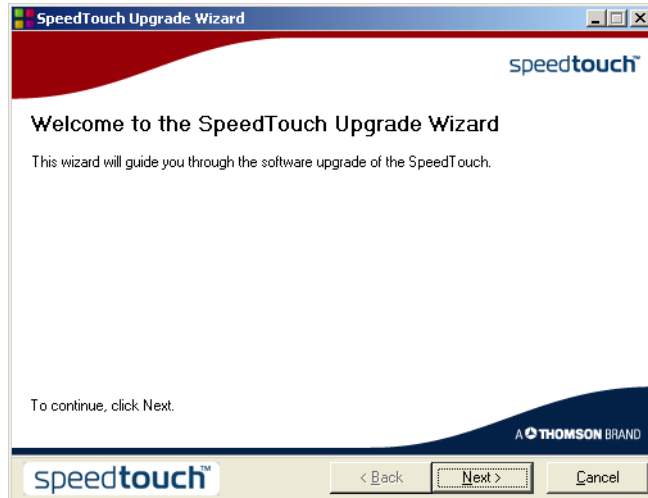 SpeedTouch Upgrade Wizard
speedtouch™
Welcome to the SpeedTouch Upgrade Wizard
This wizard will guide you through the software upgrade of the SpeedTouch.
To continue, click Next.
A THOMSON BRAND
speedtouch™
< Back
Next >
Cancel